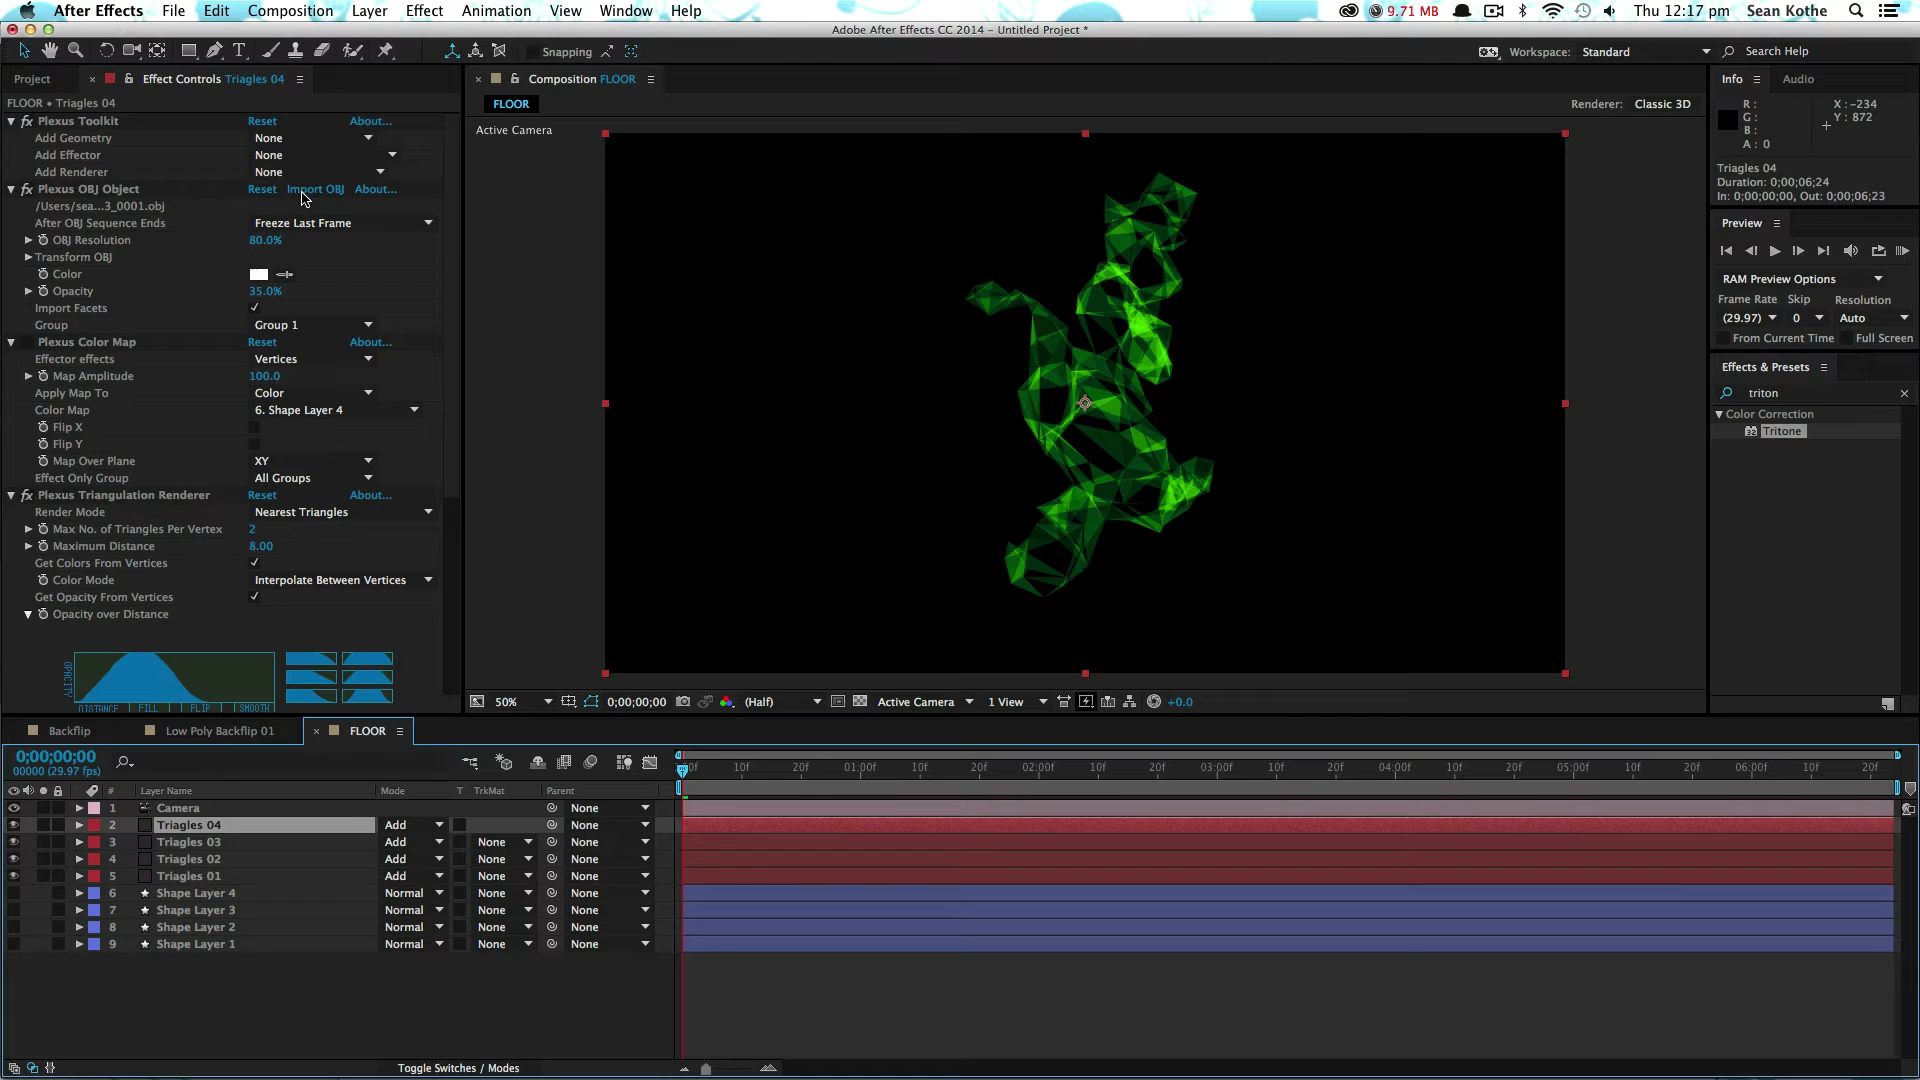 After Effects File Edit Composition Layer Effect Animation View Window Help 9.71 MB Thu 12:17 pm Sean Kothe
Adobe After Effects CC 2014 – Untitled Project *
T Snapping Workspace: Standard Search Help
Project Effect Controls Triagles 04
FLOOR • Triagles 04
Plexus Toolkit Reset About...
Add Geometry None
Add Effector None
Add Renderer None
Plexus OBJ Object Reset Import OBJ About...
/Users/sea...3_0001.obj
After OBJ Sequence Ends Freeze Last Frame
OBJ Resolution 80.0%
Transform OBJ
Color
Opacity 35.0%
Import Facets
Group Group 1
Plexus Color Map Reset About...
Effector effects Vertices
Map Amplitude 100.0
Apply Map To Color
Color Map 6. Shape Layer 4
Flip X
Flip Y
Map Over Plane XY
Effect Only Group All Groups
Plexus Triangulation Renderer Reset About...
Render Mode Nearest Triangles
Max No. of Triangles Per Vertex 2
Maximum Distance 8.00
Get Colors From Vertices
Color Mode Interpolate Between Vertices
Get Opacity From Vertices
Opacity over Distance
OPACITY
DISTANCE FILL FLIP SMOOTH
Composition FLOOR
FLOOR Renderer: Classic 3D
Active Camera
50% 0;00;00;00 (Half) Active Camera 1 View +0.0
Info Audio
R: X : -234
G: Y : 872
B:
A: 0
Triagles 04
Duration: 0;00;06;24
In: 0;00;00;00, Out: 0;00;06;23
Preview
RAM Preview Options
Frame Rate Skip Resolution
(29.97) 0 Auto
From Current Time Full Screen
Effects & Presets
triton
Color Correction
32 Tritone
Backflip Low Poly Backflip 01 FLOOR
0;00;00;00
00000 (29.97 fps)
0f 10f 20f 01:00f 10f 20f 02:00f 10f 20f 03:00f 10f 20f 04:00f 10f 20f 05:00f 10f 20f 06:00f 10f 20f
# Layer Name Mode T TrkMat Parent
1 Camera None
2 Triagles 04 Add None
3 Triagles 03 Add None None
4 Triagles 02 Add None None
5 Triagles 01 Add None None
6 Shape Layer 4 Normal None None
7 Shape Layer 3 Normal None None
8 Shape Layer 2 Normal None None
9 Shape Layer 1 Normal None None
Toggle Switches / Modes